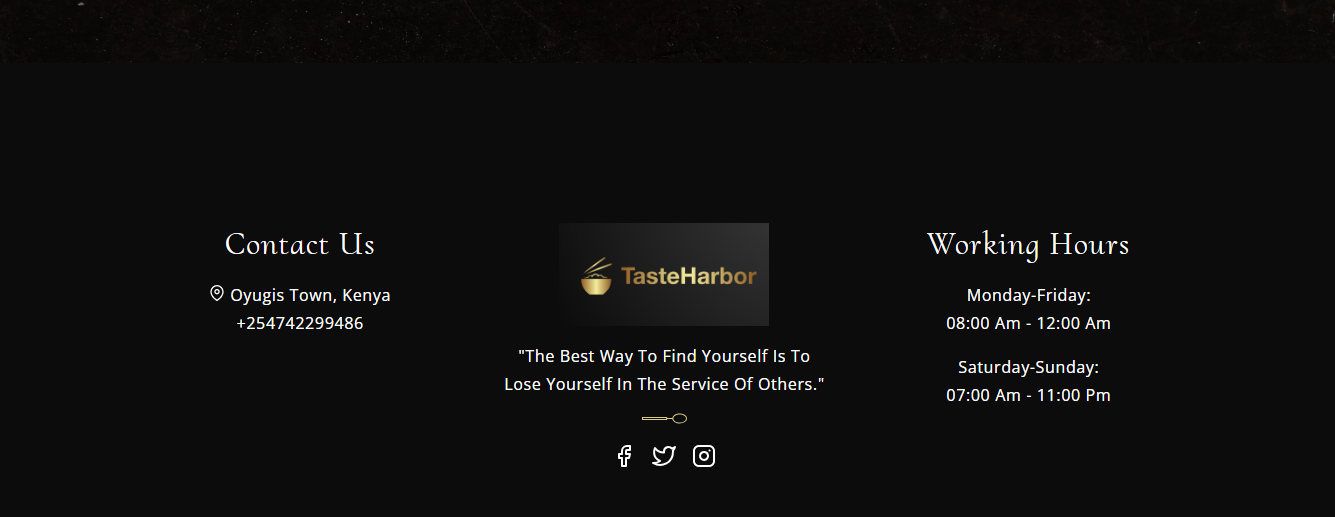 Contact Us
Oyugis Town, Kenya
+254742299486
TasteHarbor
"The Best Way To Find Yourself Is To
Lose Yourself In The Service Of Others."
Working Hours
Monday-Friday:
08:00 Am - 12:00 Am
Saturday-Sunday:
07:00 Am - 11:00 Pm